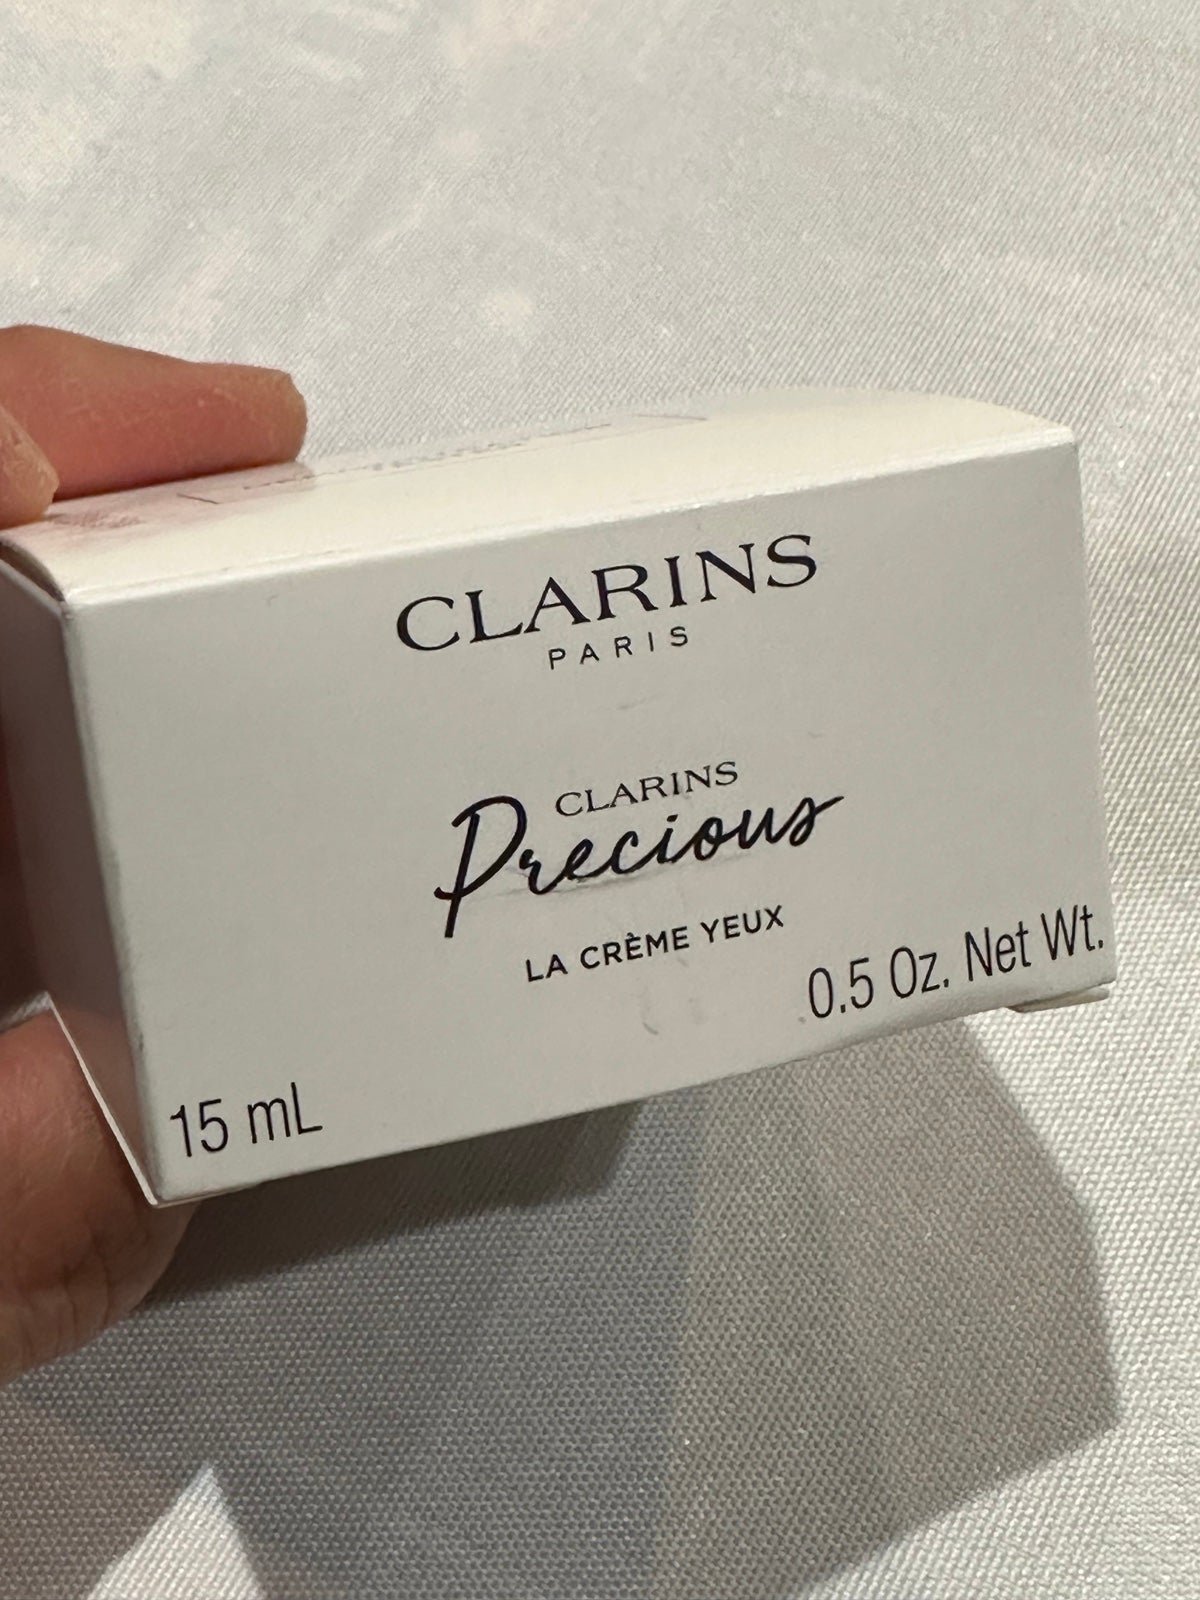 CLARINS
PARIS
CLARINS
Precious
LA CRÈME YEUX
0.5 Oz. Net Wt.
15 mL